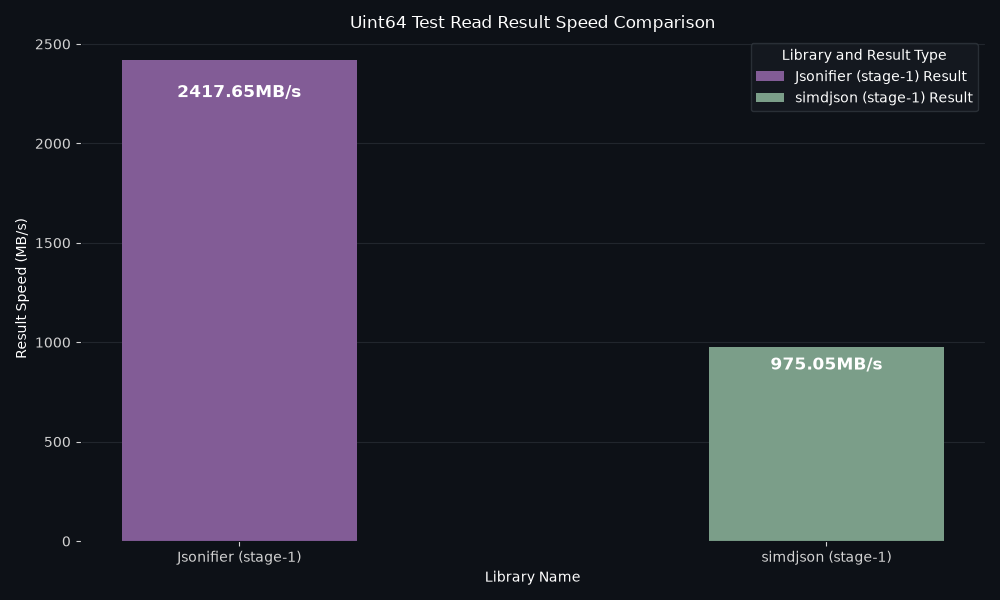 Uint64 Test Read Result Speed Comparison
Library and Result Type
Jsonifier (stage-1) Result
simdjson (stage-1) Result
2417.65MB/s
975.05MB/s
Result Speed (MB/s)
2500
2000
1500
1000
500
0
Jsonifier (stage-1)
simdjson (stage-1)
Library Name